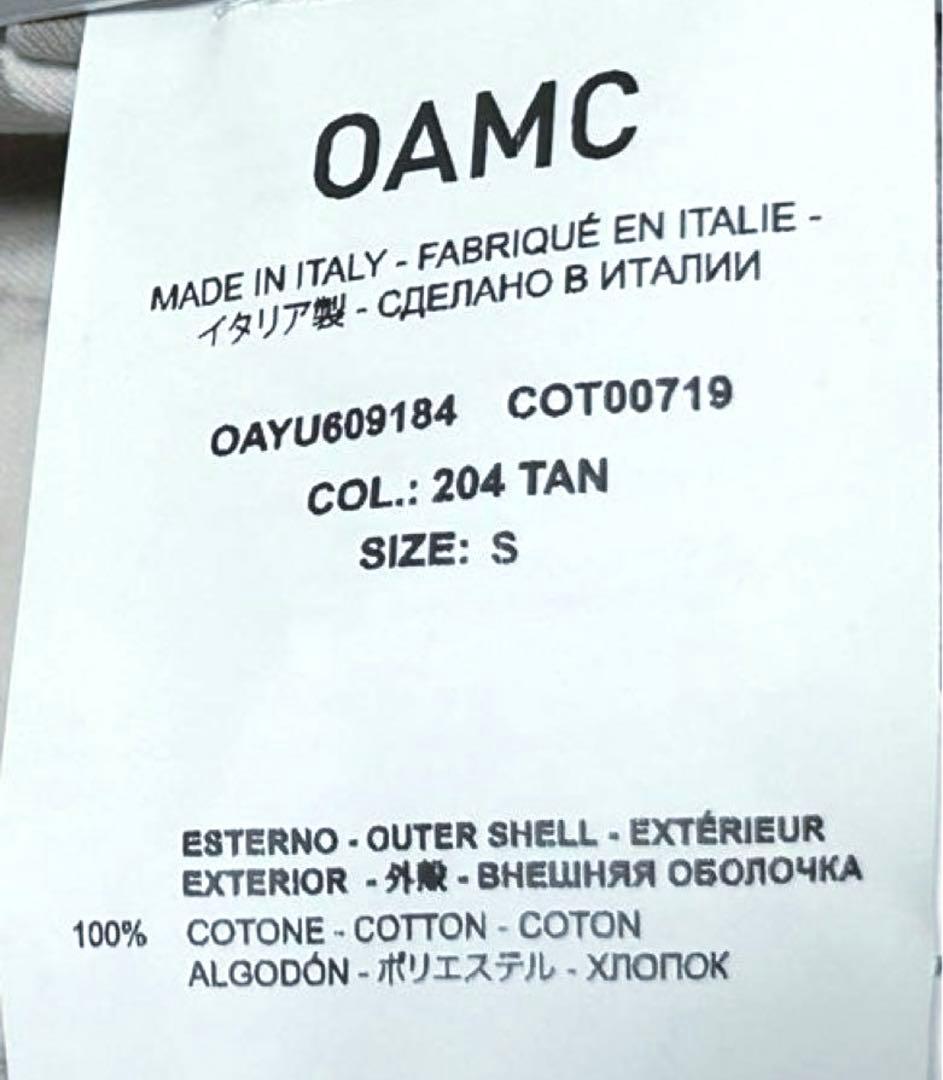 OAMC
MADE IN ITALY - FABRIQUÉ EN ITALIE -
イタリア製 - СДЕЛАНО В ИТАЛИИ
OAYU609184 COT00719
COL.: 204 TAN
SIZE: S
ESTERNO - OUTER SHELL - EXTÉRIEUR
EXTERIOR - 外殻 - ВНЕШНЯЯ ОБОЛОЧКА
100% COTONE - COTTON - COTON
ALGODÓN - ポリエステル - ХЛОПОК